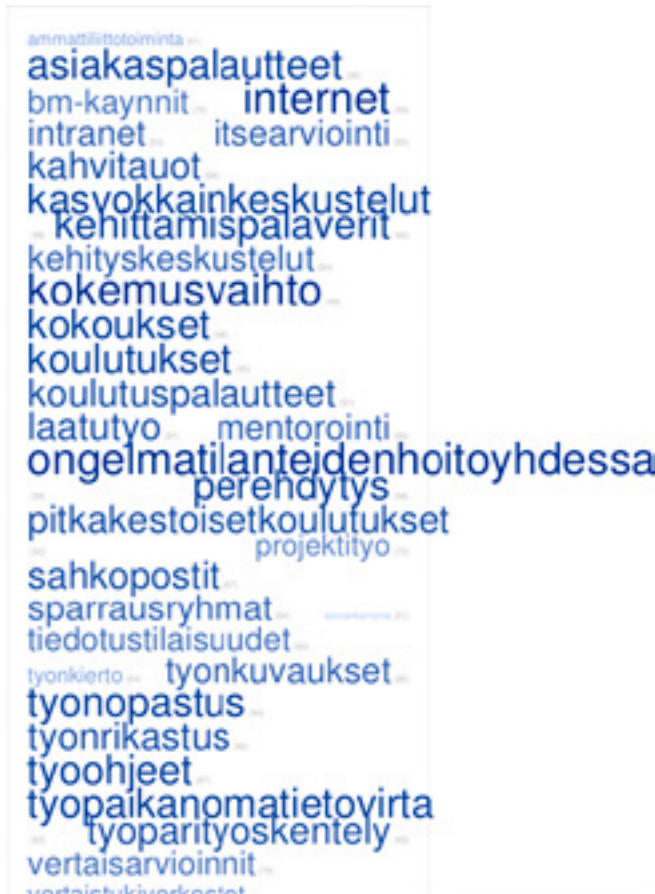 ammattiliittotoiminta
asiakaspalautteet
bm-kaynnit internet
intranet itsearviointi
kahvitauot
kasvokkainkeskustelut
kehittamispalaverit
kehityskeskustelut
kokemusvaihto
kokoukset
koulutukset
koulutuspalautteet
laatutyo mentorointi
ongelmatilanteidenhoitoyhdessa
perehdytys
pitkakestoisetkoulutukset
projektityo
sahkopostit
sparrausryhmat
tiedotustilaisuudet
tyonkierto tyonkuvaukset
tyonopastus
tyonrikastus
tyoohjeet
tyopaikanomatietovirta
tyoparityoskentely
vertaisarvioinnit